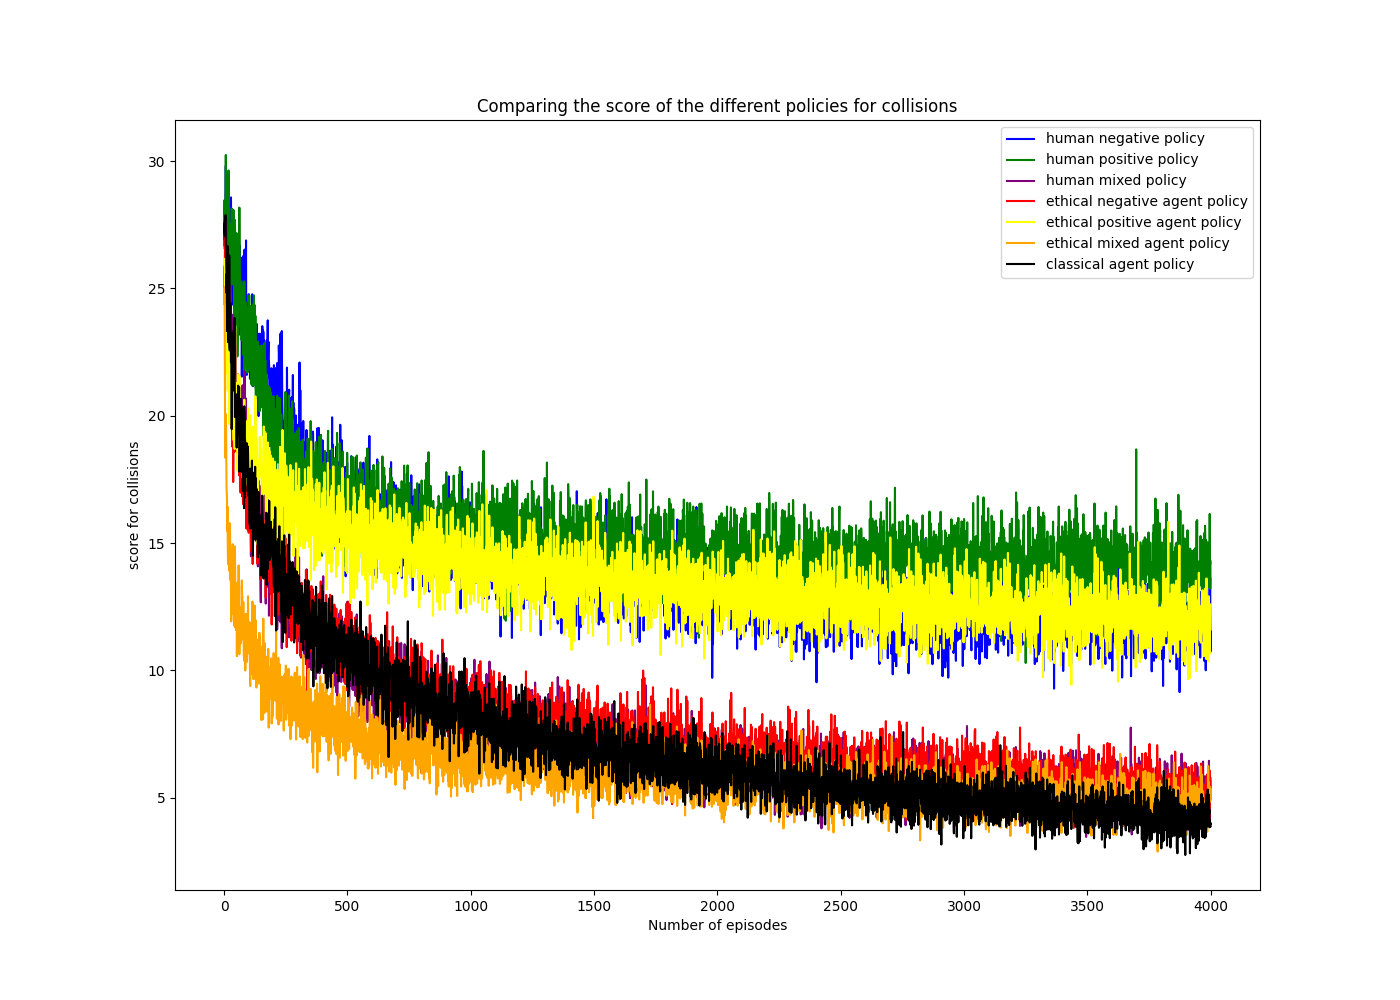 Comparing the score of the different policies for collisions
human negative policy
human positive policy
human mixed policy
ethical negative agent policy
ethical positive agent policy
ethical mixed agent policy
classical agent policy
score for collisions
30
25
20
15
10
5
0 500 1000 1500 2000 2500 3000 3500 4000
Number of episodes